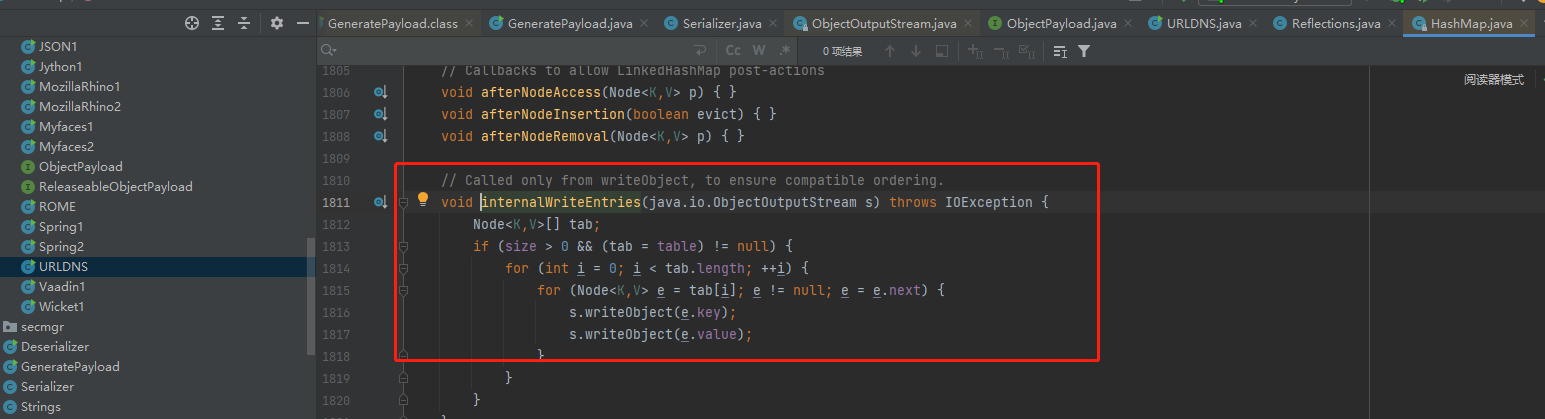 GeneratePayload.class
GeneratePayload.java
Serializer.java
ObjectOutputStream.java
ObjectPayload.java
URLDNS.java
Reflections.java
HashMap.java
Cc W .* 0 项结果
阅读器模式
JSON1
Jython1
MozillaRhino1
MozillaRhino2
Myfaces1
Myfaces2
ObjectPayload
ReleaseableObjectPayload
ROME
Spring1
Spring2
URLDNS
Vaadin1
Wicket1
secmgr
Deserializer
GeneratePayload
Serializer
Strings
1805 // Callbacks to allow LinkedHashMap post-actions
1806 void afterNodeAccess(Node<K,V> p) { }
1807 void afterNodeInsertion(boolean evict) { }
1808 void afterNodeRemoval(Node<K,V> p) { }
1809
1810 // Called only from writeObject, to ensure compatible ordering.
1811 void internalWriteEntries(java.io.ObjectOutputStream s) throws IOException {
1812 Node<K,V>[] tab;
1813 if (size > 0 && (tab = table) != null) {
1814 for (int i = 0; i < tab.length; ++i) {
1815 for (Node<K,V> e = tab[i]; e != null; e = e.next) {
1816 s.writeObject(e.key);
1817 s.writeObject(e.value);
1818 }
1819 }
1820 }